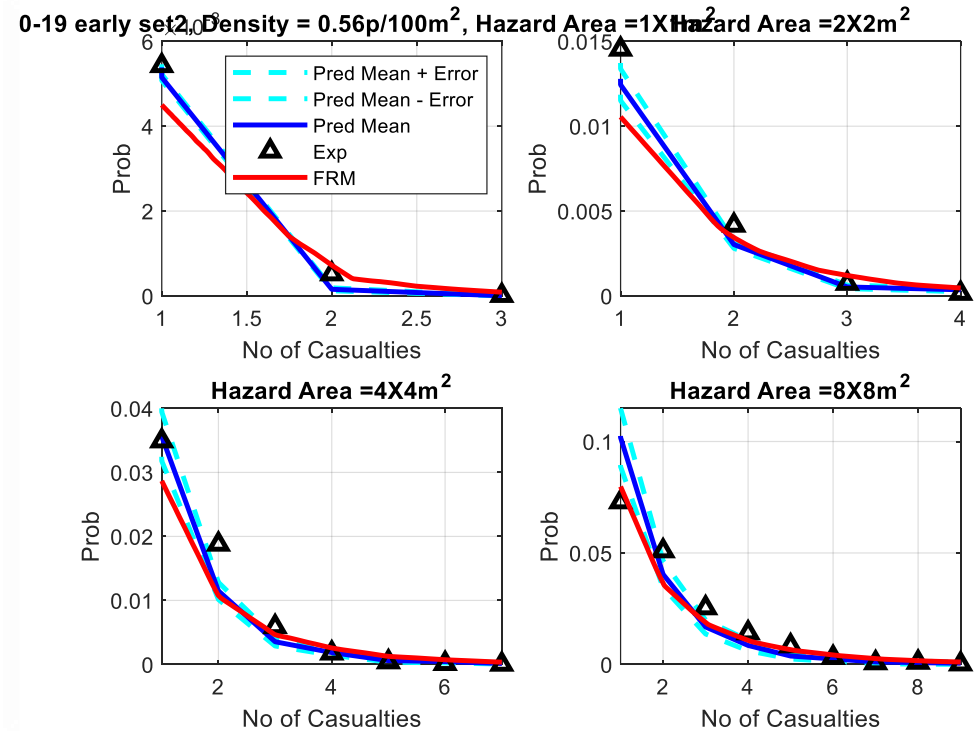 0-19 early set2, Density = 0.56p/100m², Hazard Area =1X1m²
Hazard Area =2X2m²
6
4
2
0
Prob
Pred Mean + Error
Pred Mean - Error
Pred Mean
Exp
FRM
1 1.5 2 2.5 3
No of Casualties
0.015
0.01
0.005
0
Prob
1 2 3 4
No of Casualties
Hazard Area =4X4m²
0.04
0.03
0.02
0.01
0
Prob
2 4 6
No of Casualties
Hazard Area =8X8m²
0.1
0.05
0
Prob
2 4 6 8
No of Casualties